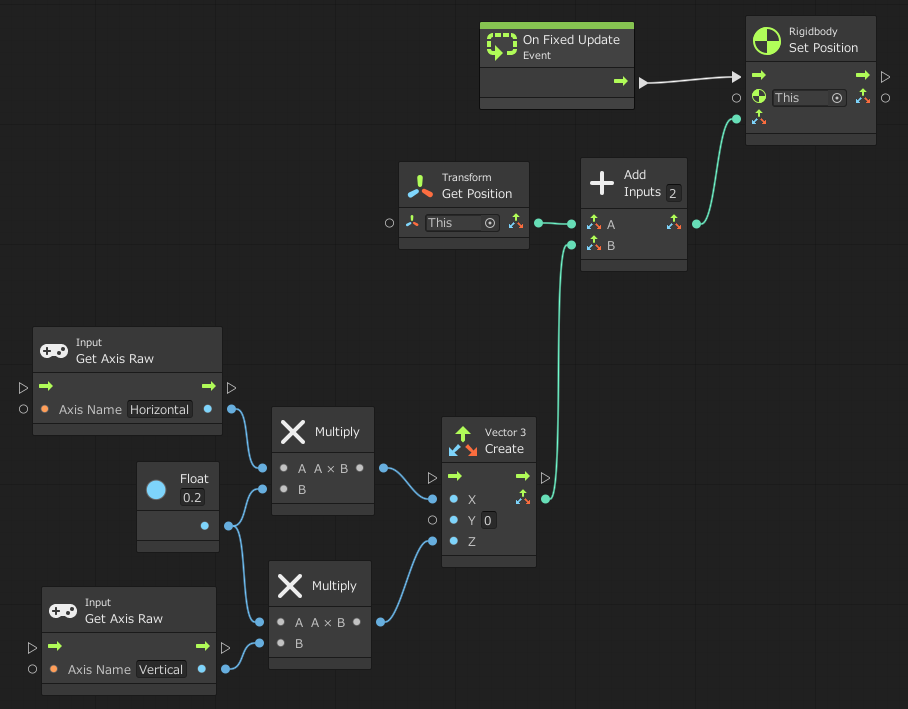 On Fixed Update
Event
Rigidbody
Set Position
This
Transform
Get Position
This
Add
Inputs 2
A
B
Input
Get Axis Raw
Axis Name Horizontal
Multiply
A A × B
B
Float
0.2
Vector 3
Create
X
Y 0
Z
Input
Get Axis Raw
Axis Name Vertical
Multiply
A A × B
B